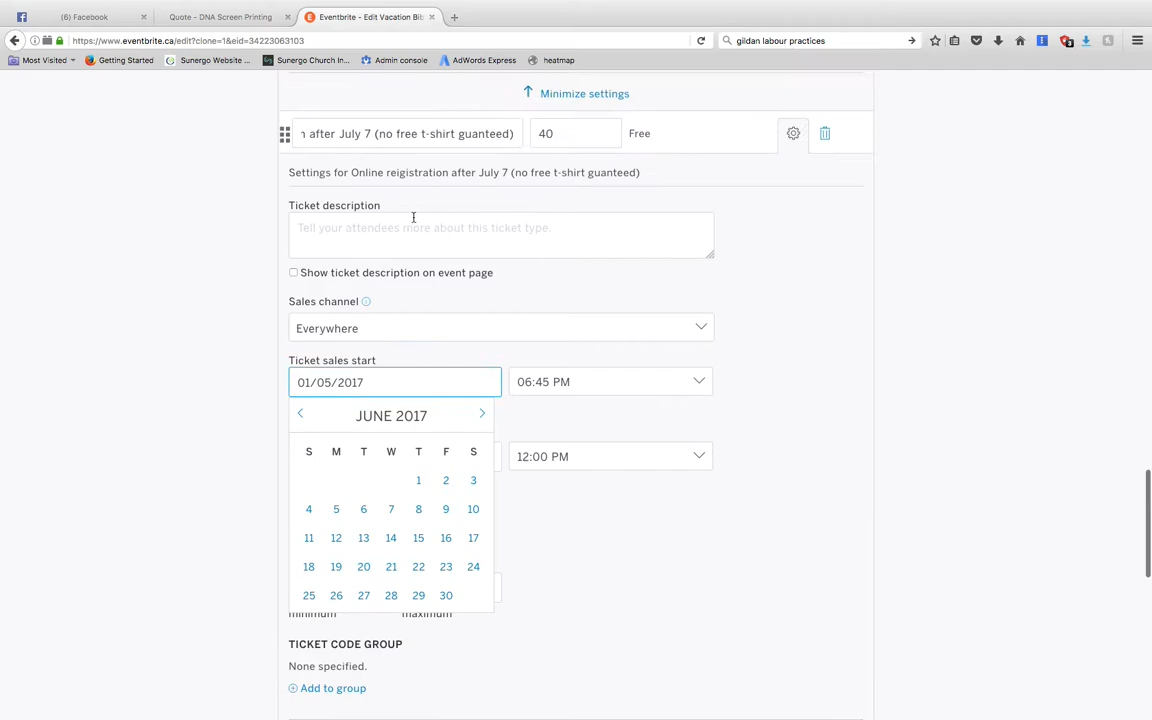 (6) Facebook
Quote - DNA Screen Printing
Eventbrite - Edit Vacation Bib
https://www.eventbrite.ca/edit?clone=1&eid=34223063103
gildan labour practices
3
Most Visited
Getting Started
Sunergo Website ...
Sunergo Church In...
Admin console
AdWords Express
heatmap
Minimize settings
n after July 7 (no free t-shirt guanteed)
40
Free
Settings for Online reigistration after July 7 (no free t-shirt guanteed)
Ticket description
Tell your attendees more about this ticket type.
Show ticket description on event page
Sales channel
Everywhere
Ticket sales start
01/05/2017
06:45 PM
JUNE 2017
S M T W T F S
12:00 PM
1 2 3
4 5 6 7 8 9 10
11 12 13 14 15 16 17
18 19 20 21 22 23 24
25 26 27 28 29 30
minimum
maximum
TICKET CODE GROUP
None specified.
Add to group